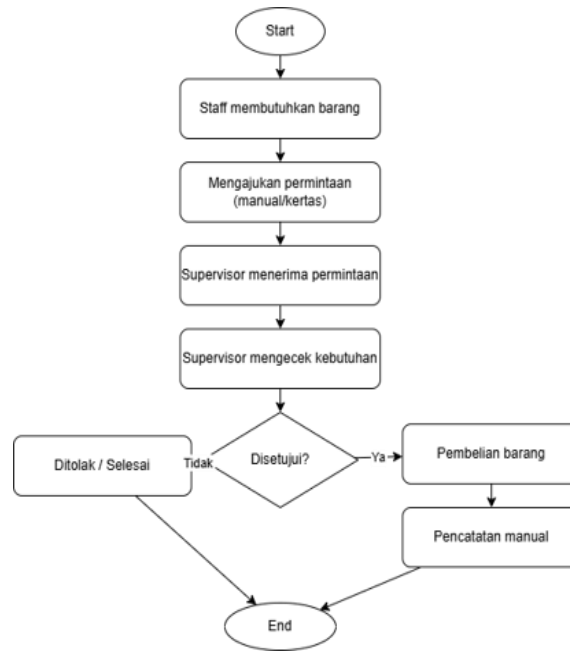 Start
Staff membutuhkan barang
Mengajukan permintaan
(manual/kertas)
Supervisor menerima permintaan
Supervisor mengecek kebutuhan
Disetujui?
Tidak
Ditolak / Selesai
Ya
Pembelian barang
Pencatatan manual
End